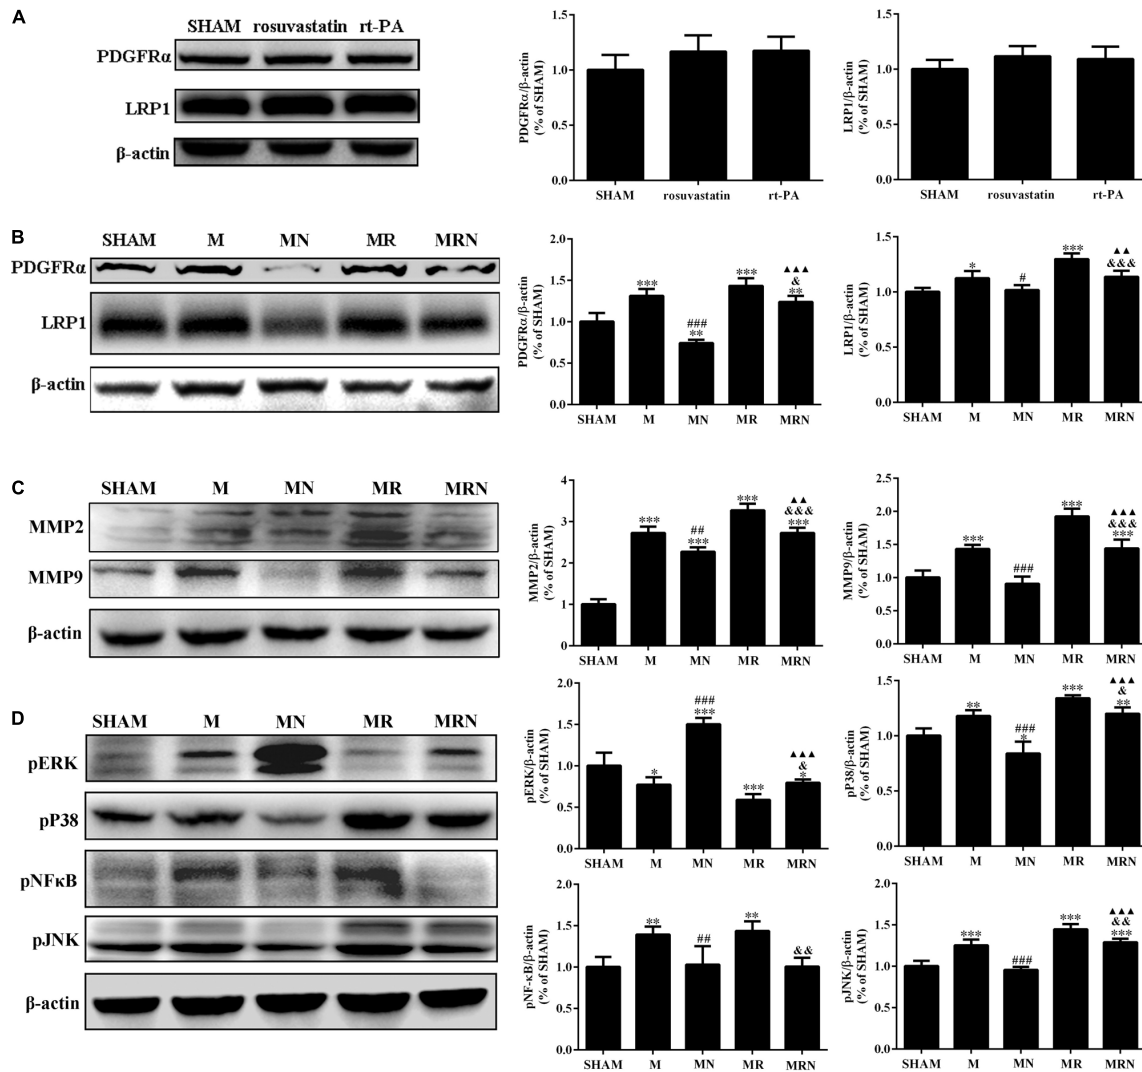 A
SHAM rosuvastatin rt-PA
PDGFRα
LRP1
β-actin
PDGFRα/β-actin
(% of SHAM)
1.5
1.0
0.5
0.0
SHAM rosuvastatin rt-PA
LRP1/β-actin
(% of SHAM)
1.5
1.0
0.5
0.0
SHAM rosuvastatin rt-PA
B
SHAM M MN MR MRN
PDGFRα
LRP1
β-actin
PDGFRα/β-actin
(% of SHAM)
2.0
1.5
1.0
0.5
0.0
***
###
**
***
▲▲▲
&
**
SHAM M MN MR MRN
LRP1/β-actin
(% of SHAM)
1.5
1.0
0.5
0.0
*
#
***
▲▲
&&&
SHAM M MN MR MRN
C
SHAM M MN MR MRN
MMP2
MMP9
β-actin
MMP2/β-actin
(% of SHAM)
4
3
2
1
0
***
##
***
***
▲▲
&&&
***
SHAM M MN MR MRN
MMP9/β-actin
(% of SHAM)
2.5
2.0
1.5
1.0
0.5
0.0
***
###
***
▲▲▲
&&&
***
SHAM M MN MR MRN
D
SHAM M MN MR MRN
pERK
pP38
pNFκB
pJNK
β-actin
pERK/β-actin
(% of SHAM)
2.0
1.5
1.0
0.5
0.0
*
###
***
***
▲▲▲
&
*
SHAM M MN MR MRN
pP38/β-actin
(% of SHAM)
1.5
1.0
0.5
0.0
**
###
*
***
▲▲▲
&
**
SHAM M MN MR MRN
pNF-κB/β-actin
(% of SHAM)
2.0
1.5
1.0
0.5
0.0
**
##
**
&&
SHAM M MN MR MRN
pJNK/β-actin
(% of SHAM)
2.0
1.5
1.0
0.5
0.0
***
###
***
▲▲▲
&&
***
SHAM M MN MR MRN